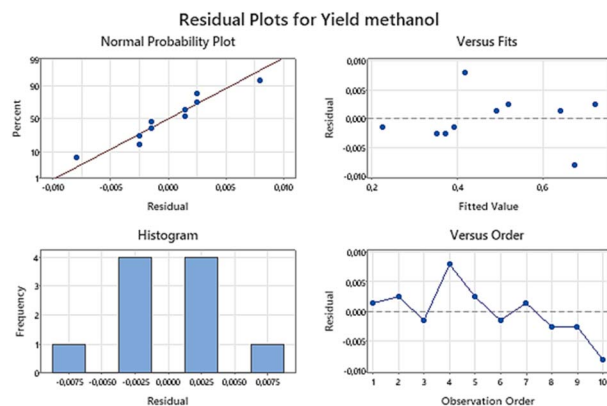 Residual Plots for Yield methanol
Normal Probability Plot
Versus Fits
99
90
50
10
1
Percent
-0,010 -0,005 0,000 0,005 0,010
Residual
0,010
0,005
0,000
-0,005
-0,010
Residual
0,2 0,4 0,6
Fitted Value
Histogram
Versus Order
4
3
2
1
0
Frequency
-0,0075 -0,0050 -0,0025 0,0000 0,0025 0,0050 0,0075
Residual
0,010
0,005
0,000
-0,005
-0,010
Residual
1 2 3 4 5 6 7 8 9 10
Observation Order